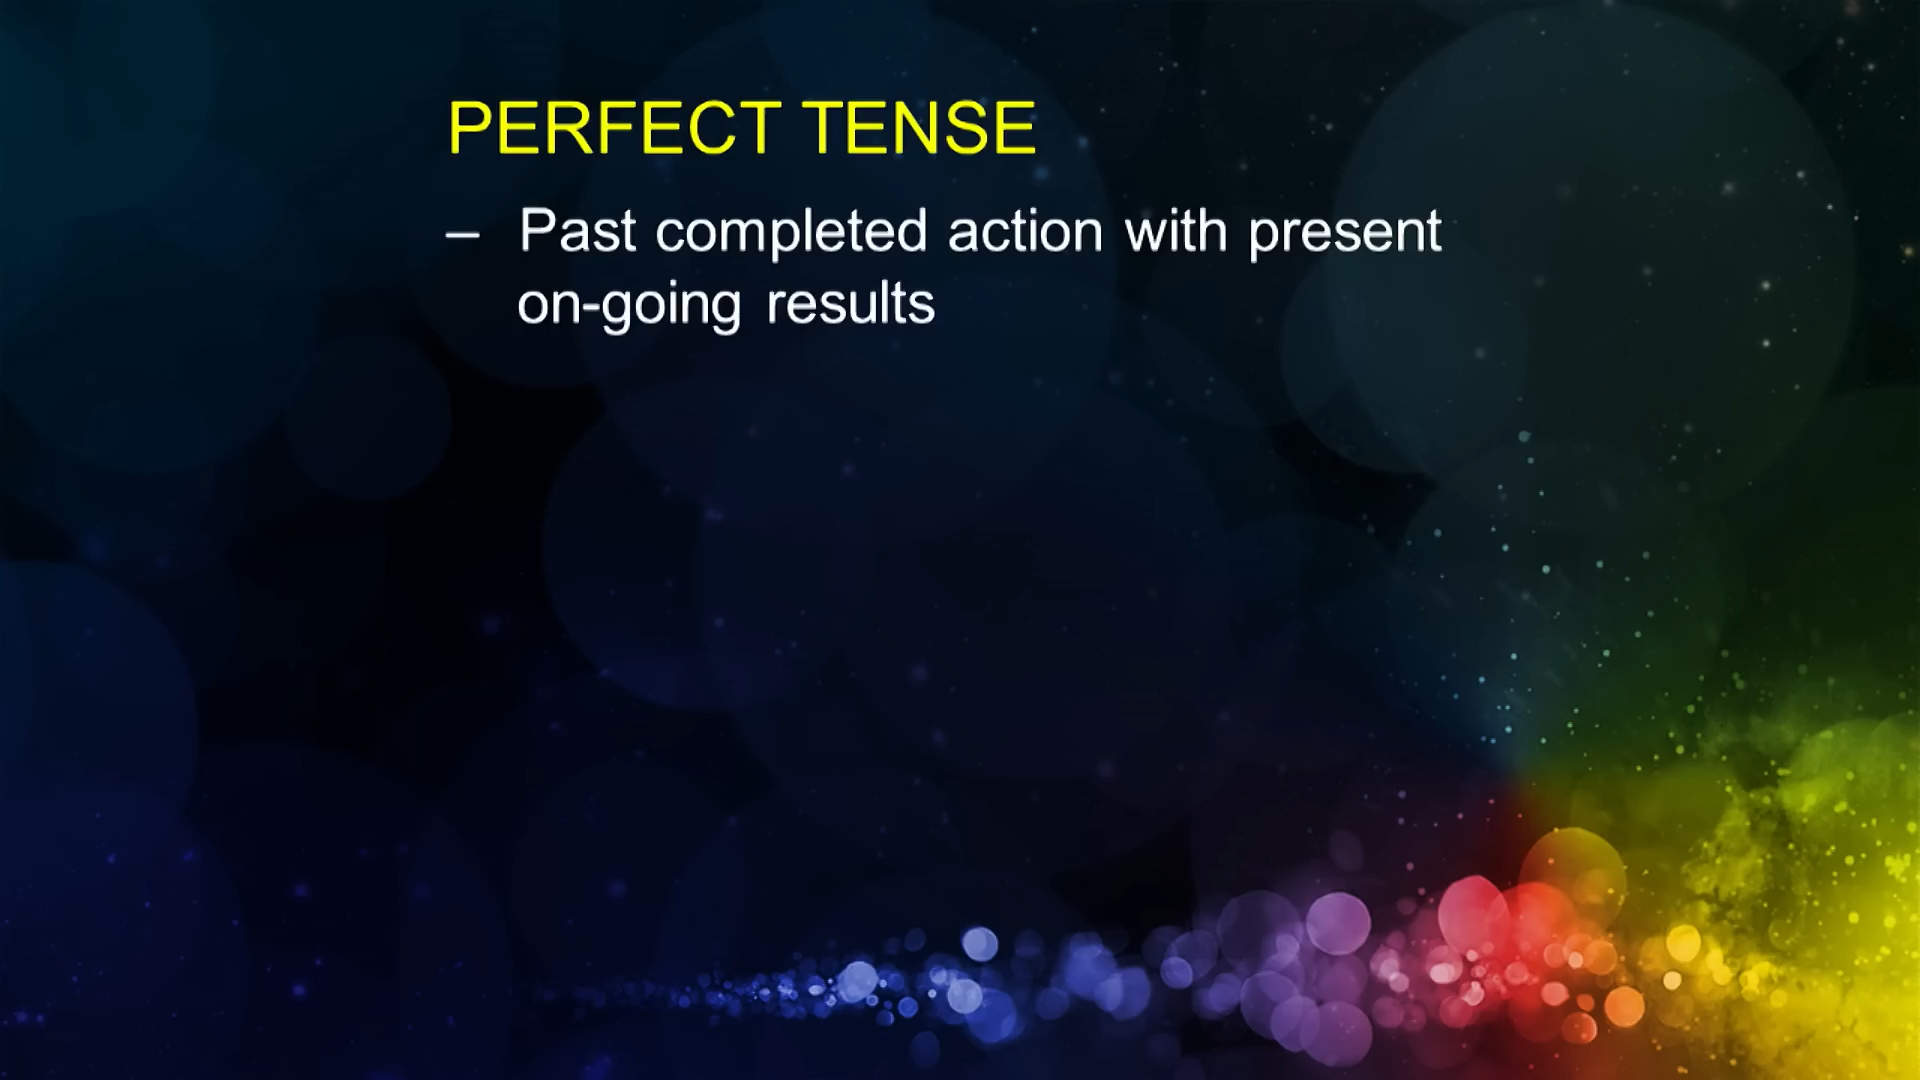 PERFECT TENSE
– Past completed action with present
on-going results